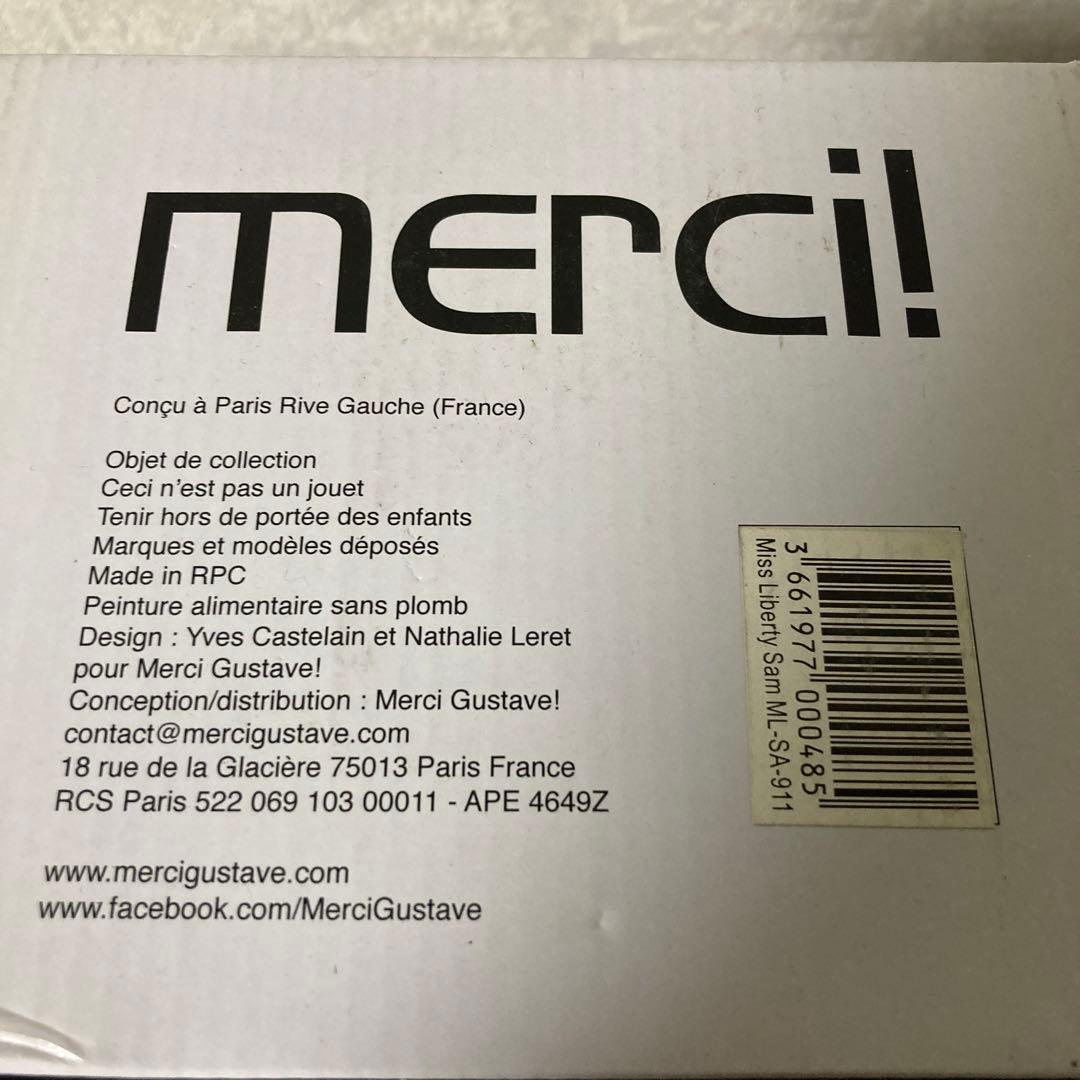 merci!
Conçu à Paris Rive Gauche (France)
Objet de collection
Ceci n'est pas un jouet
Tenir hors de portée des enfants
Marques et modèles déposés
Made in RPC
Peinture alimentaire sans plomb
Design : Yves Castelain et Nathalie Leret
pour Merci Gustave!
Conception/distribution : Merci Gustave!
contact@mercigustave.com
18 rue de la Glacière 75013 Paris France
RCS Paris 522 069 103 00011 - APE 4649Z
www.mercigustave.com
www.facebook.com/MerciGustave
3 661977 000485
Miss Liberty Sam ML-SA-911